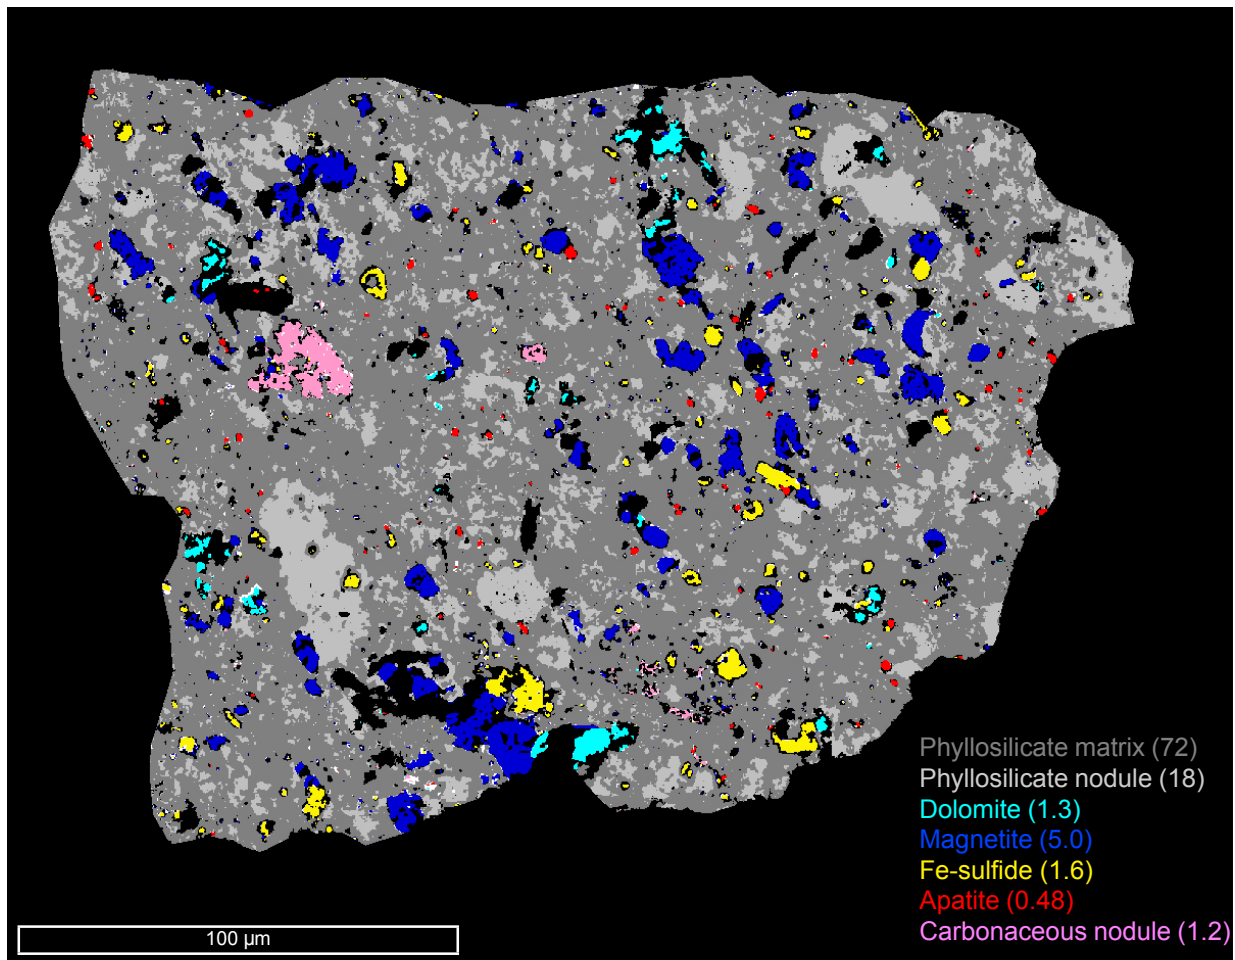 Phyllosilicate matrix (72)
Phyllosilicate nodule (18)
Dolomite (1.3)
Magnetite (5.0)
Fe-sulfide (1.6)
Apatite (0.48)
Carbonaceous nodule (1.2)
100 µm